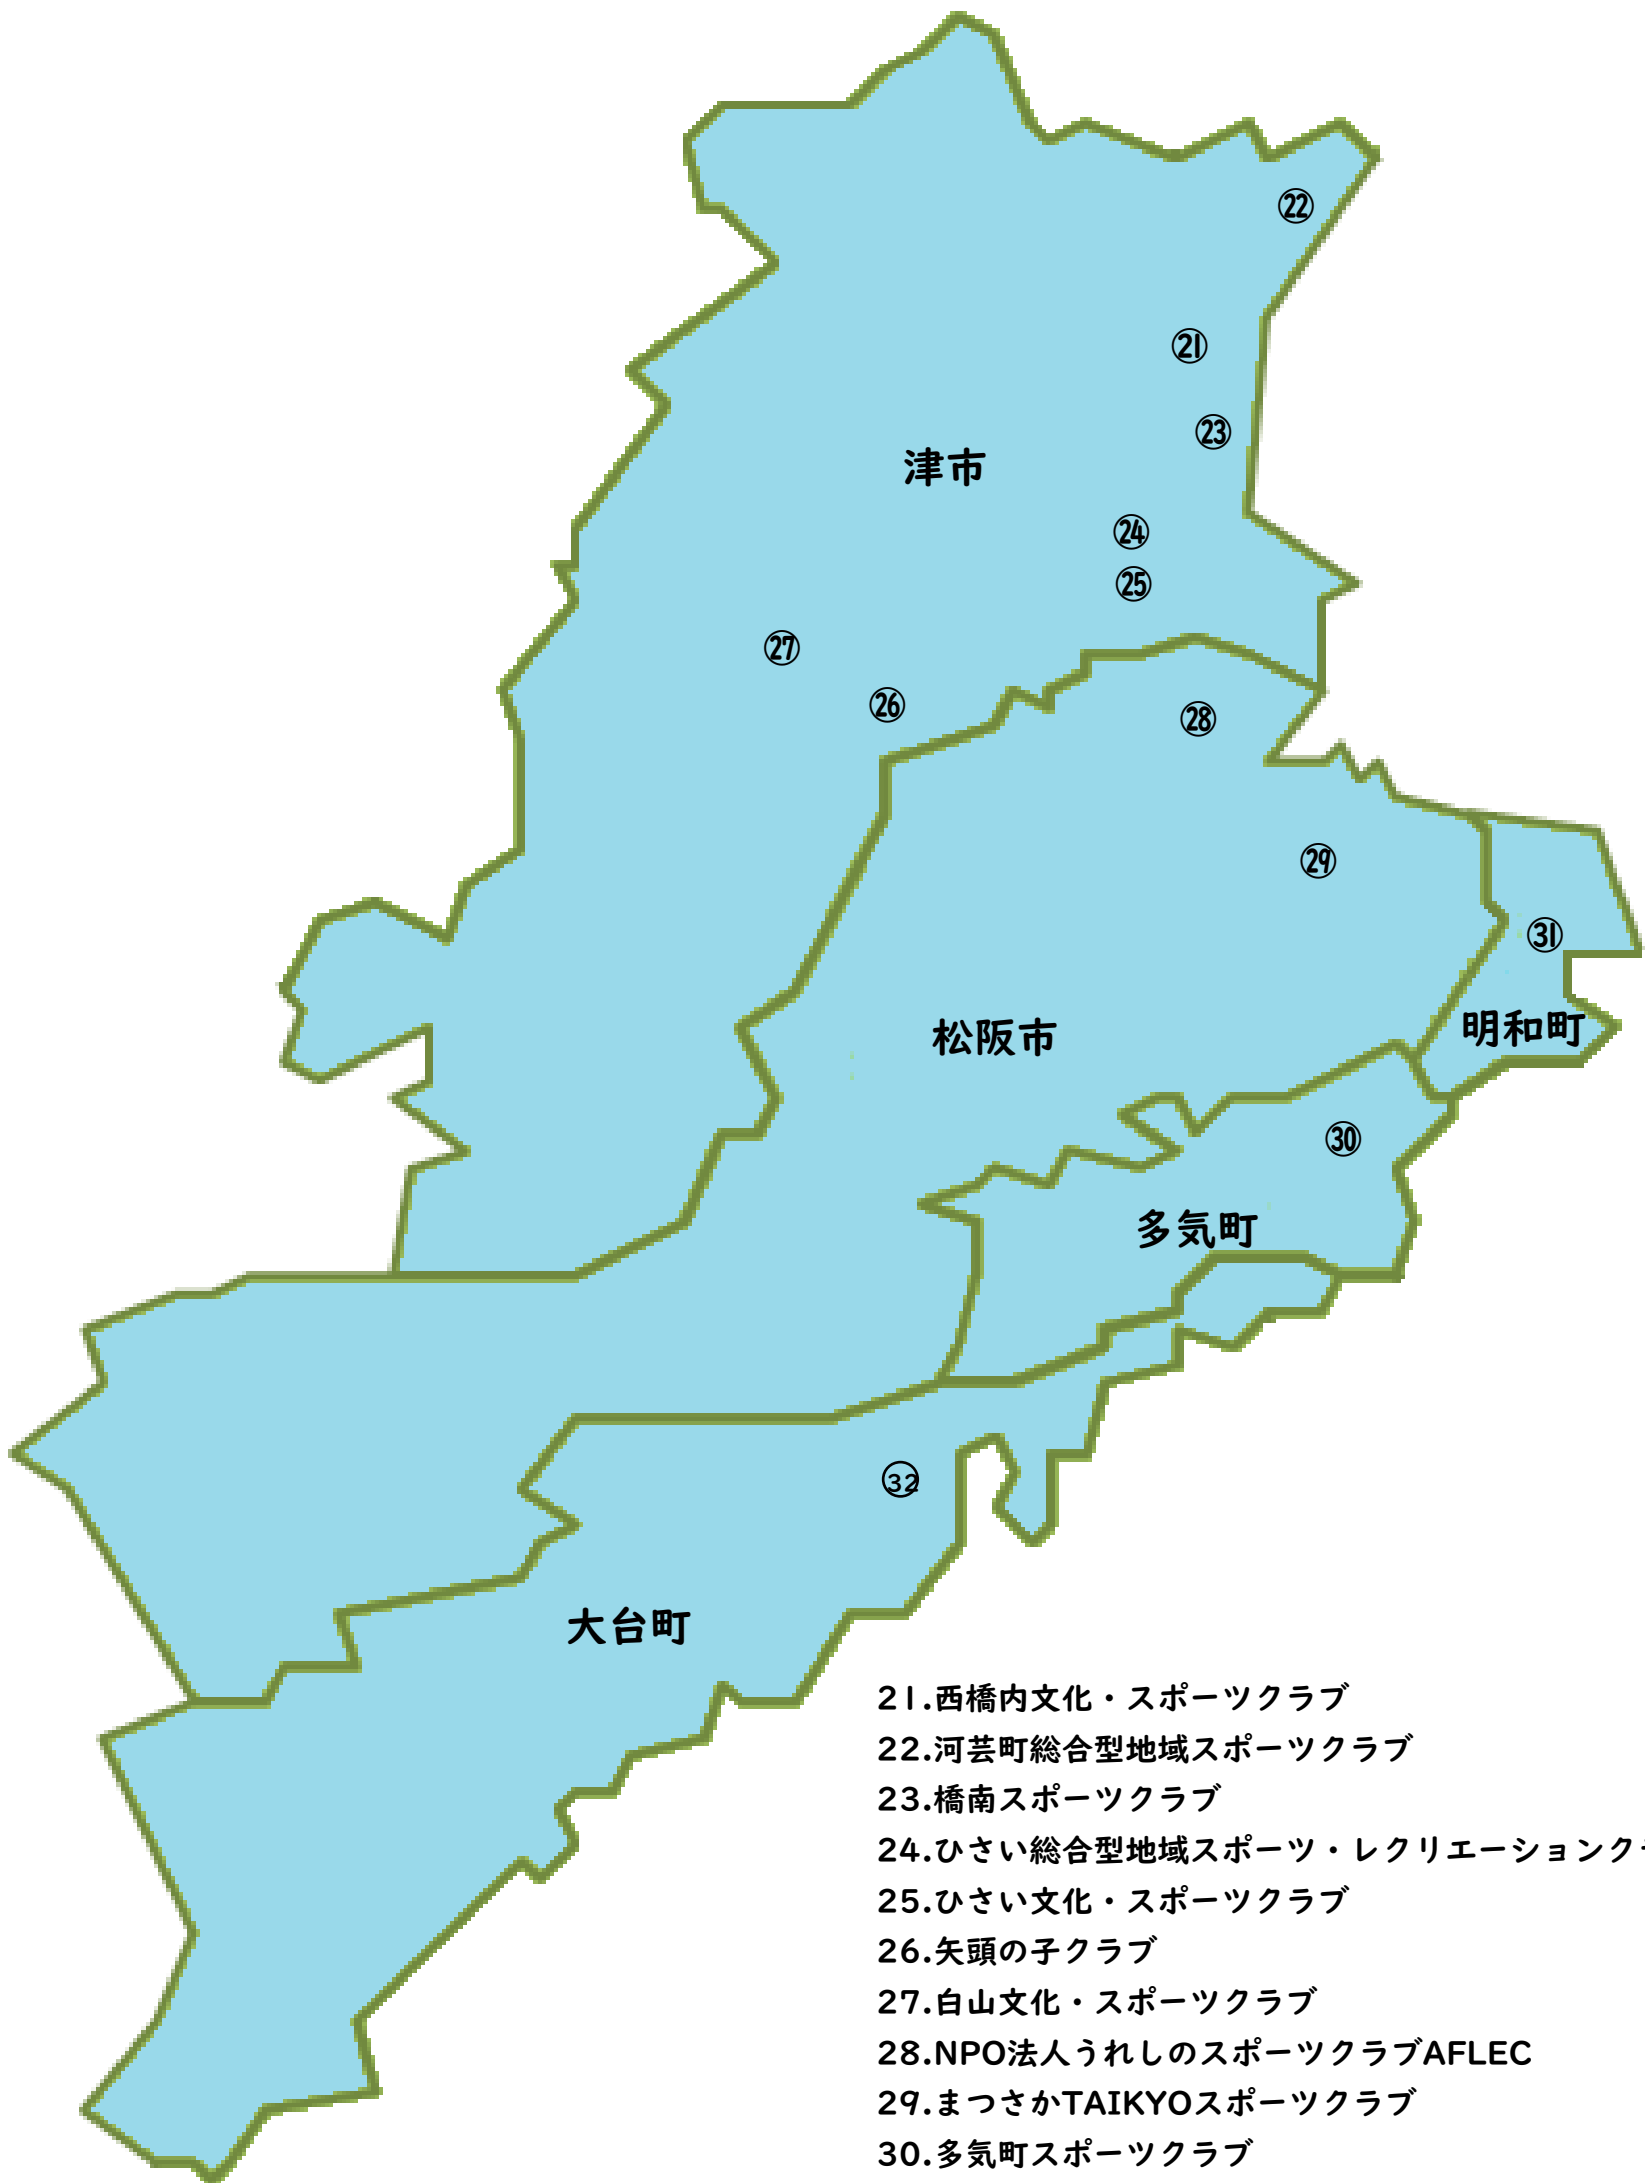 ㉒
㉑
㉓
津市
㉔
㉕
㉗
㉖
㉘
㉙
㉛
明和町
松阪市
㉚
多気町
㉜
大台町
21.西橋内文化・スポーツクラブ
22.河芸町総合型地域スポーツクラブ
23.橋南スポーツクラブ
24.ひさい総合型地域スポーツ・レクリエーションク
25.ひさい文化・スポーツクラブ
26.矢頭の子クラブ
27.白山文化・スポーツクラブ
28.NPO法人うれしのスポーツクラブAFLEC
29.まつさかTAIKYOスポーツクラブ
30.多気町スポーツクラブ